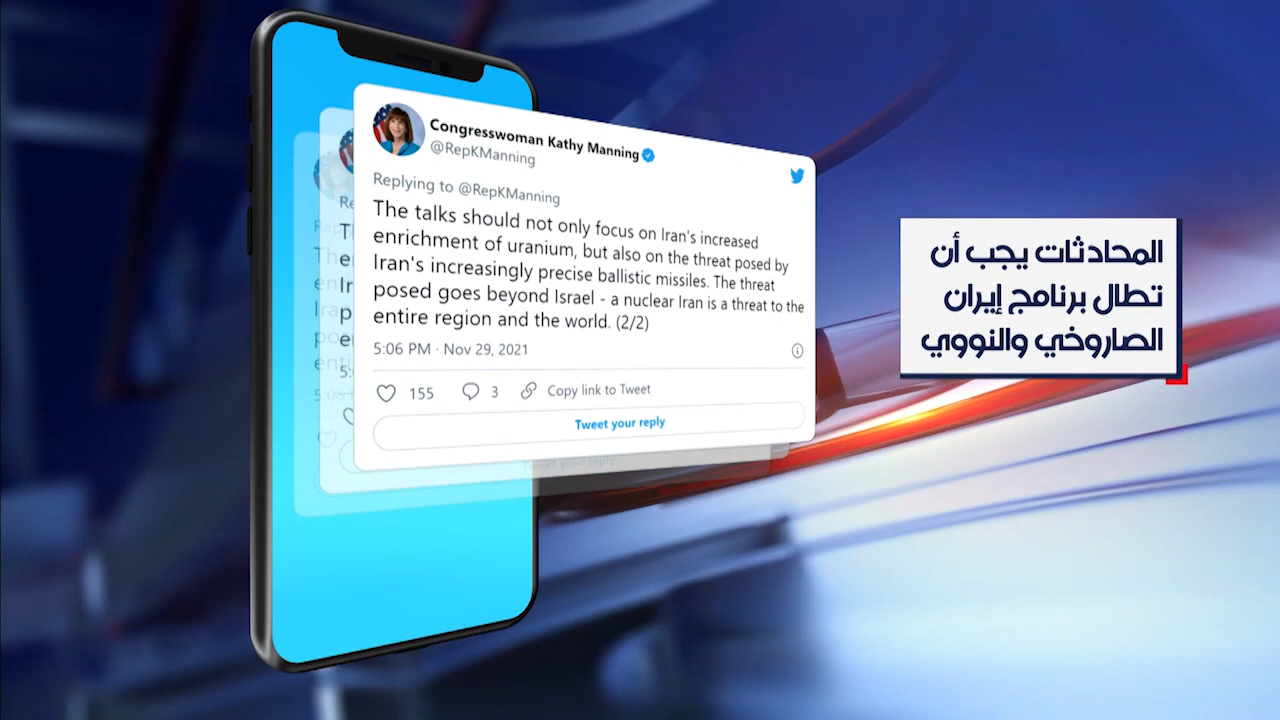 Congresswoman Kathy Manning
@RepKManning
Replying to @RepKManning
The talks should not only focus on Iran's increased
enrichment of uranium, but also on the threat posed by
Iran's increasingly precise ballistic missiles. The threat
posed goes beyond Israel - a nuclear Iran is a threat to the
entire region and the world. (2/2)
5:06 PM · Nov 29, 2021
155 3 Copy link to Tweet
Tweet your reply
المحادثات يجب أن
تطال برنامج إيران
الصاروخي والنووي